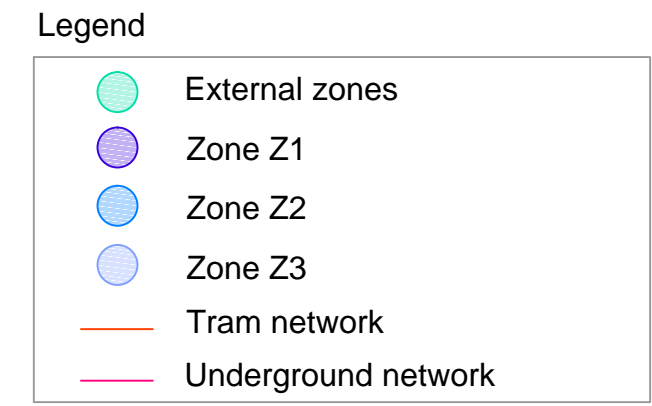 Legend
External zones
Zone Z1
Zone Z2
Zone Z3
Tram network
Underground network